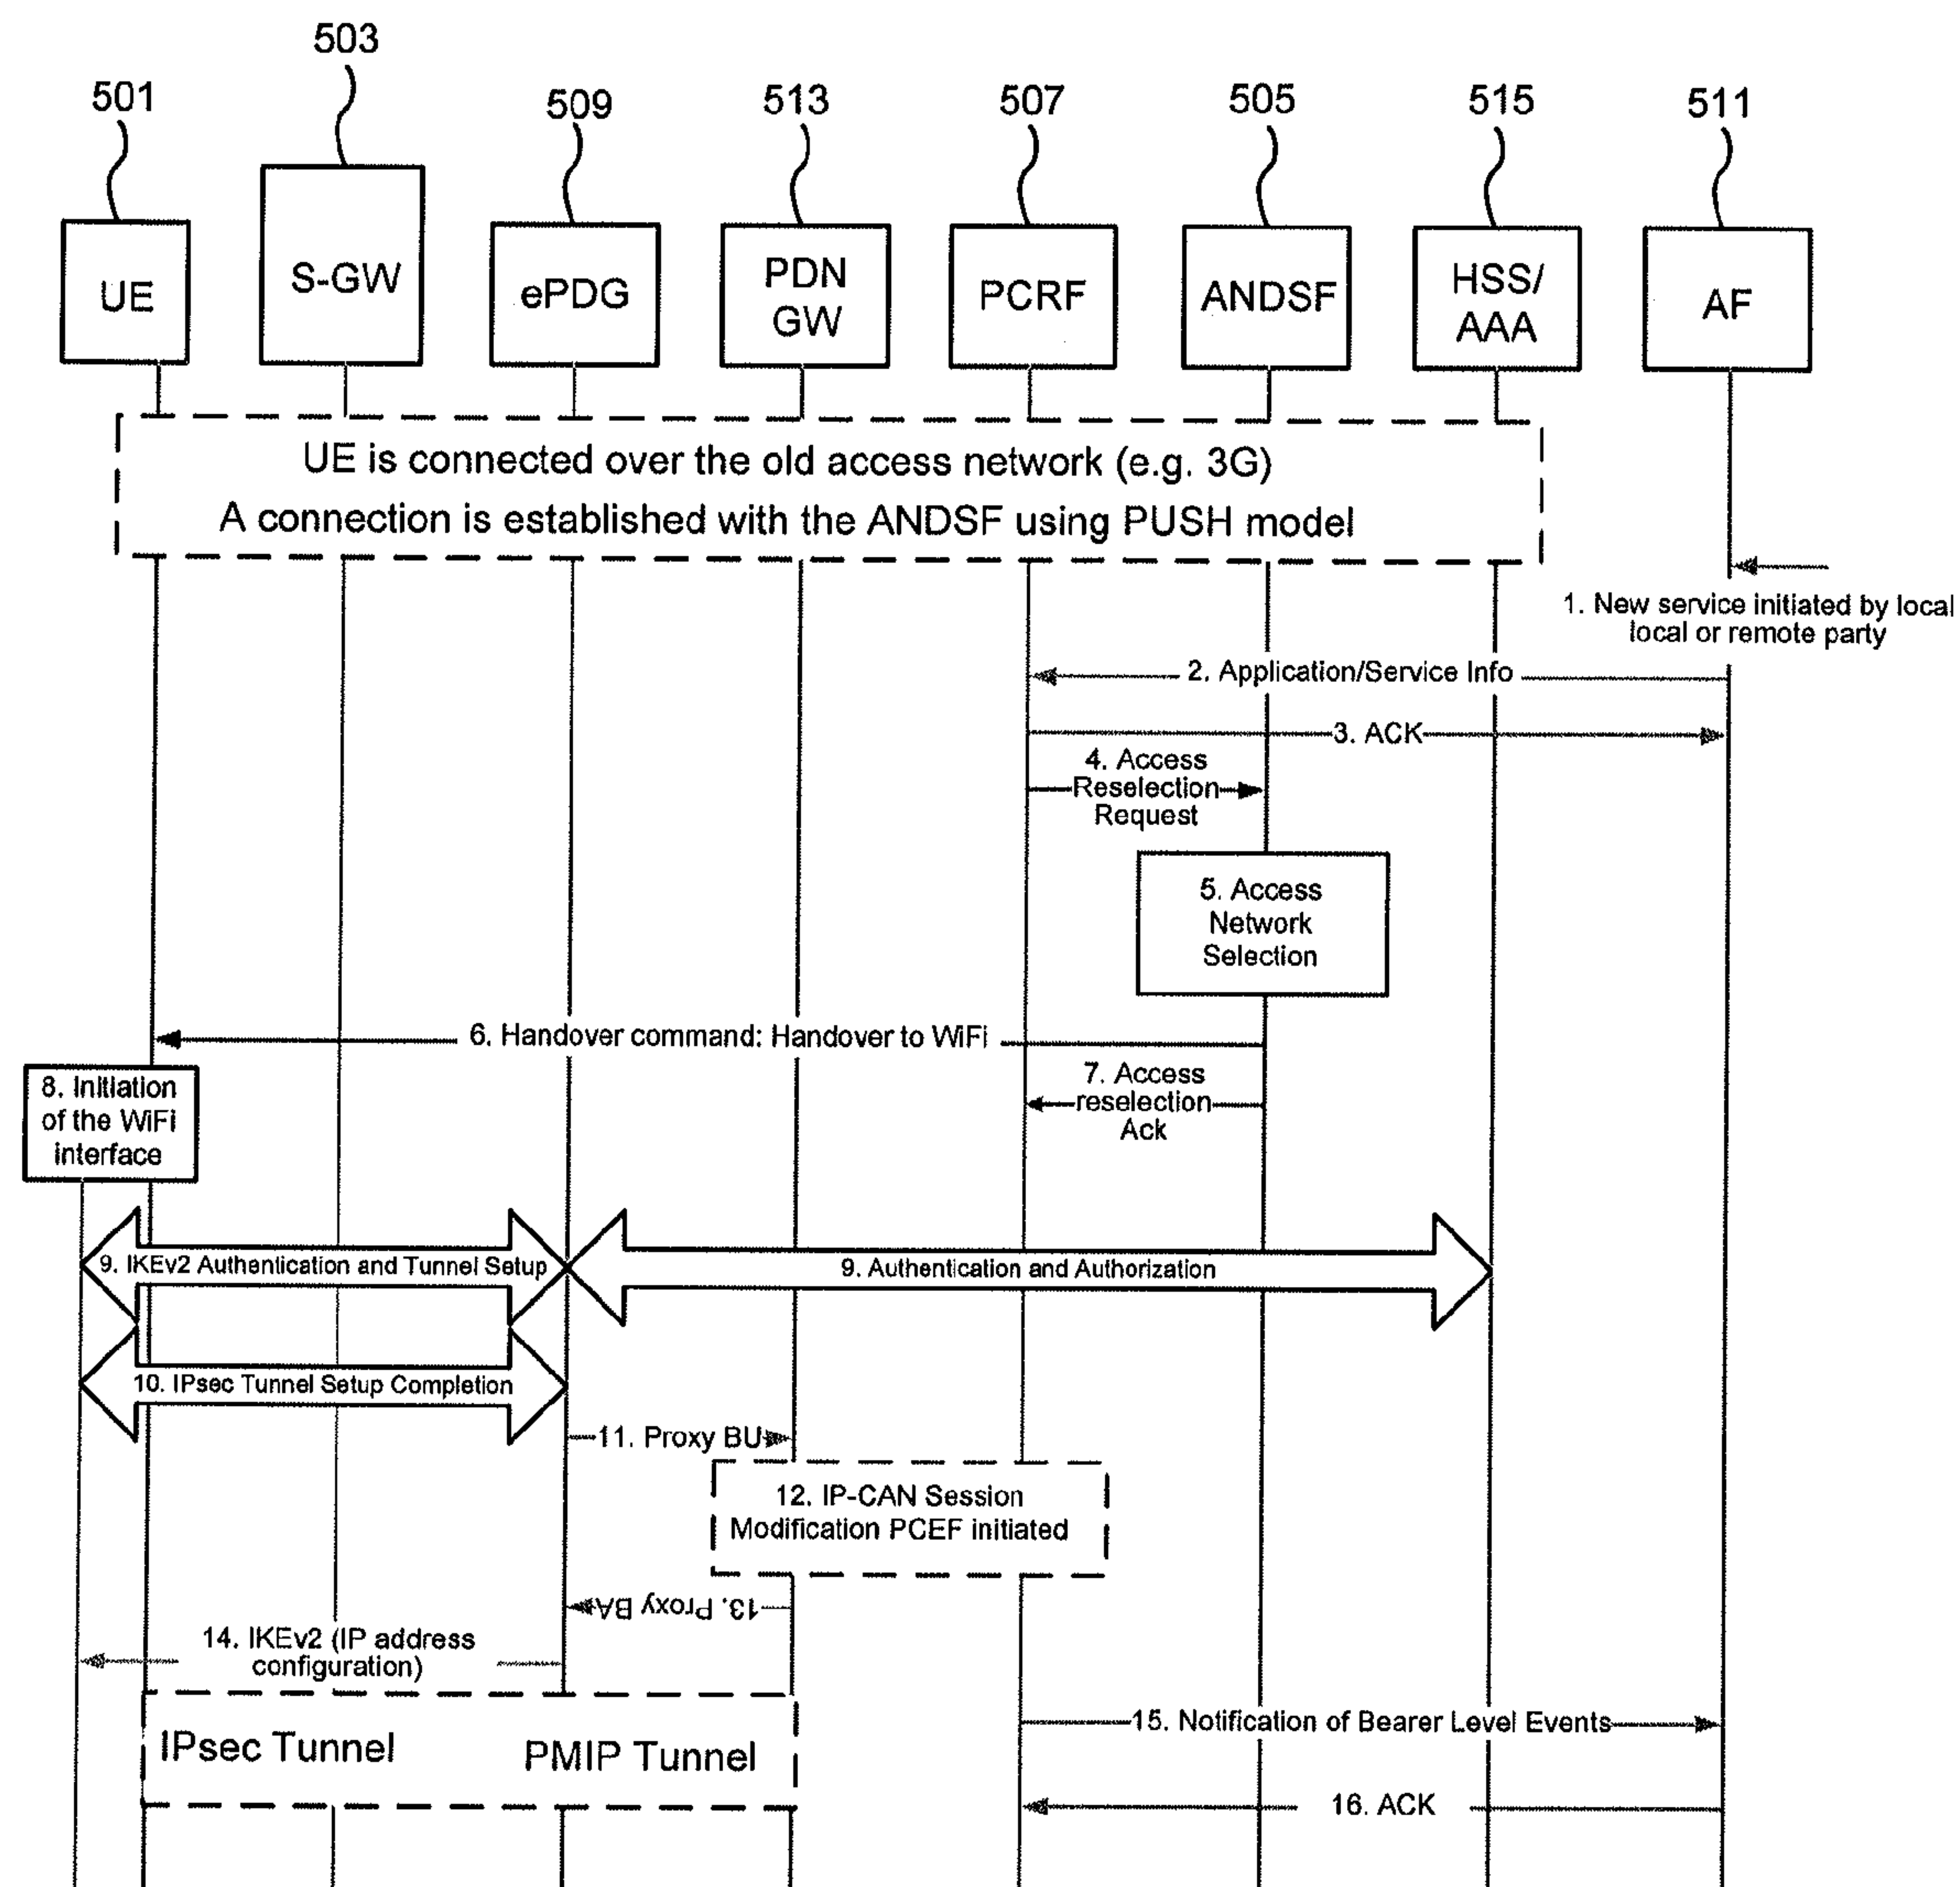 503
501
509
513
507
505
515
511
UE
S-GW
ePDG
PDN
GW
PCRF
ANDSF
HSS/
AAA
AF
UE is connected over the old access network (e.g. 3G)
A connection is established with the ANDSF using PUSH model
1. New service initiated by local
local or remote party
2. Application/Service Info
3. ACK
4. Access
Reselection
Request
5. Access
Network
Selection
6. Handover command: Handover to WiFi
7. Access
reselection
Ack
8. Initiation
of the WiFi
interface
9. IKEv2 Authentication and Tunnel Setup
9. Authentication and Authorization
10. IPsec Tunnel Setup Completion
11. Proxy BU
12. IP-CAN Session
Modification PCEF initiated
13. Proxy BA
14. IKEv2 (IP address
configuration)
15. Notification of Bearer Level Events
IPsec Tunnel
PMIP Tunnel
16. ACK